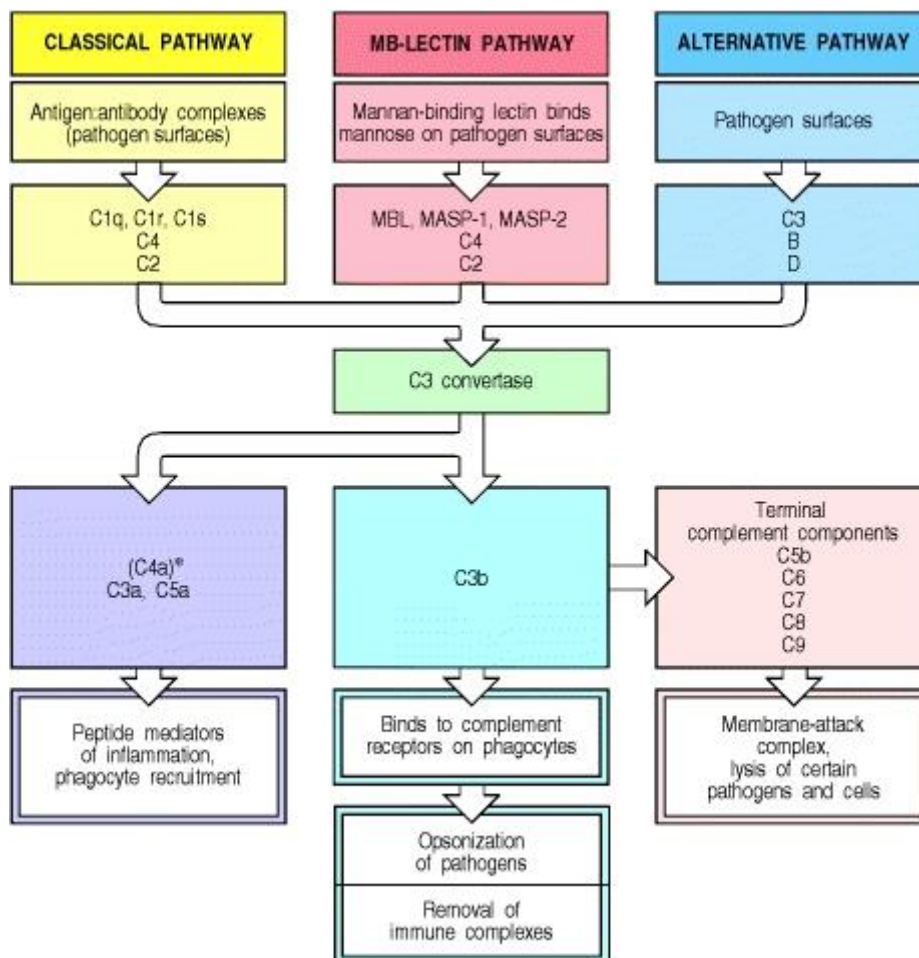 CLASSICAL PATHWAY
MB-LECTIN PATHWAY
ALTERNATIVE PATHWAY
Antigen:antibody complexes
(pathogen surfaces)
Mannan-binding lectin binds
mannose on pathogen surfaces
Pathogen surfaces
C1q, C1r, C1s
C4
C2
MBL, MASP-1, MASP-2
C4
C2
C3
B
D
C3 convertase
(C4a)*
C3a, C5a
C3b
Terminal
complement components
C5b
C6
C7
C8
C9
Peptide mediators
of inflammation,
phagocyte recruitment
Binds to complement
receptors on phagocytes
Membrane-attack
complex,
lysis of certain
pathogens and cells
Opsonization
of pathogens
Removal of
immune complexes